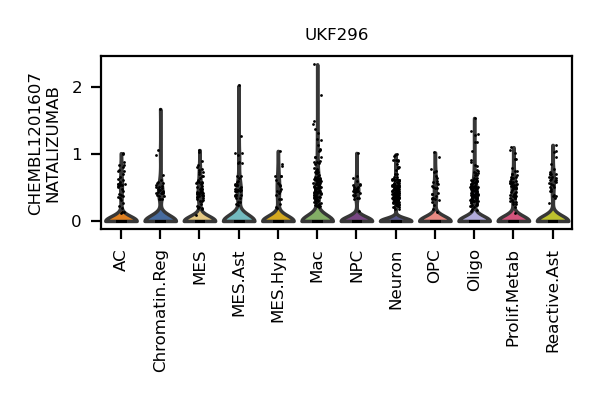 UKF296
CHEMBL1201607
NATALIZUMAB
2
1
0
AC
Chromatin.Reg
MES
MES.Ast
MES.Hyp
Mac
NPC
Neuron
OPC
Oligo
Prolif.Metab
Reactive.Ast